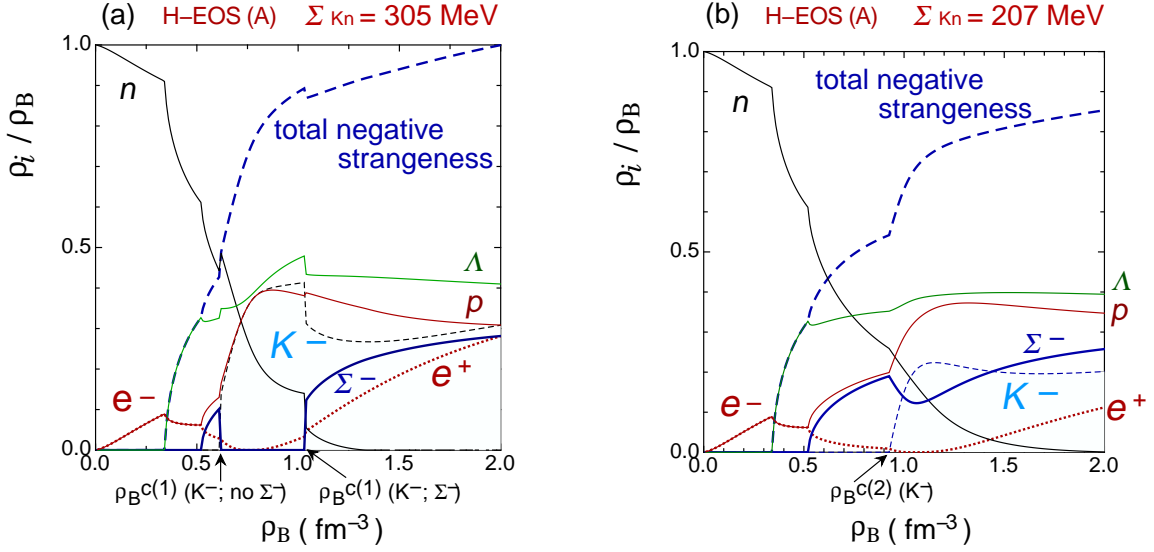 (a) H–EOS (A) Σ Kn = 305 MeV
1.0
n
total negative
strangeness
ρi / ρB
0.5
Λ
p
K−
Σ−
e−
e+
0.0
0.0 0.5 1.0 1.5 2.0
ρB c(1) (K−; no Σ−)
ρB c(1) (K−; Σ−)
ρB ( fm−3 )
(b) H–EOS (A) Σ Kn = 207 MeV
1.0
n
total negative
strangeness
ρi / ρB
0.5
Λ
p
Σ−
K−
e−
e+
0.0
0.0 0.5 1.0 1.5 2.0
ρB c(2) (K−)
ρB ( fm−3 )